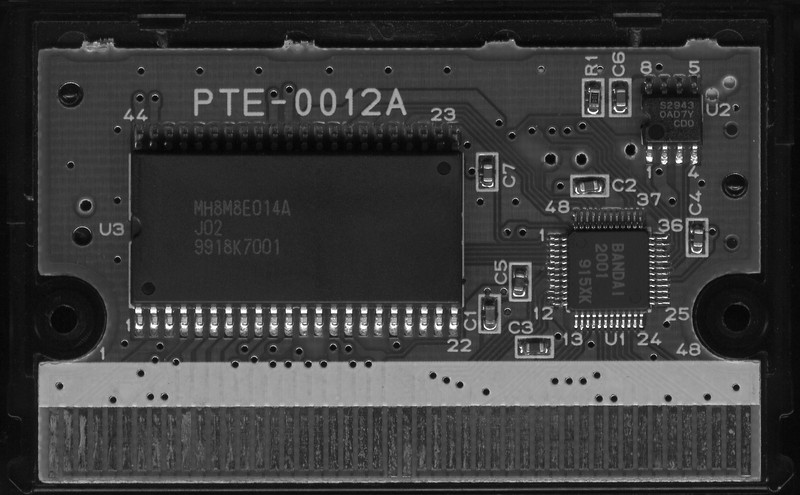 PTE-0012A
44
23
R1
C6
8
5
S2943
0AD7Y
CD0
U2
1
4
C7
C2
48
37
MH8M8E014A
J02
9918K7001
U3
1
36
C4
BANDAI
2001
915XK
C5
C1
12
25
1
22
C3
13
U1
24
1
48